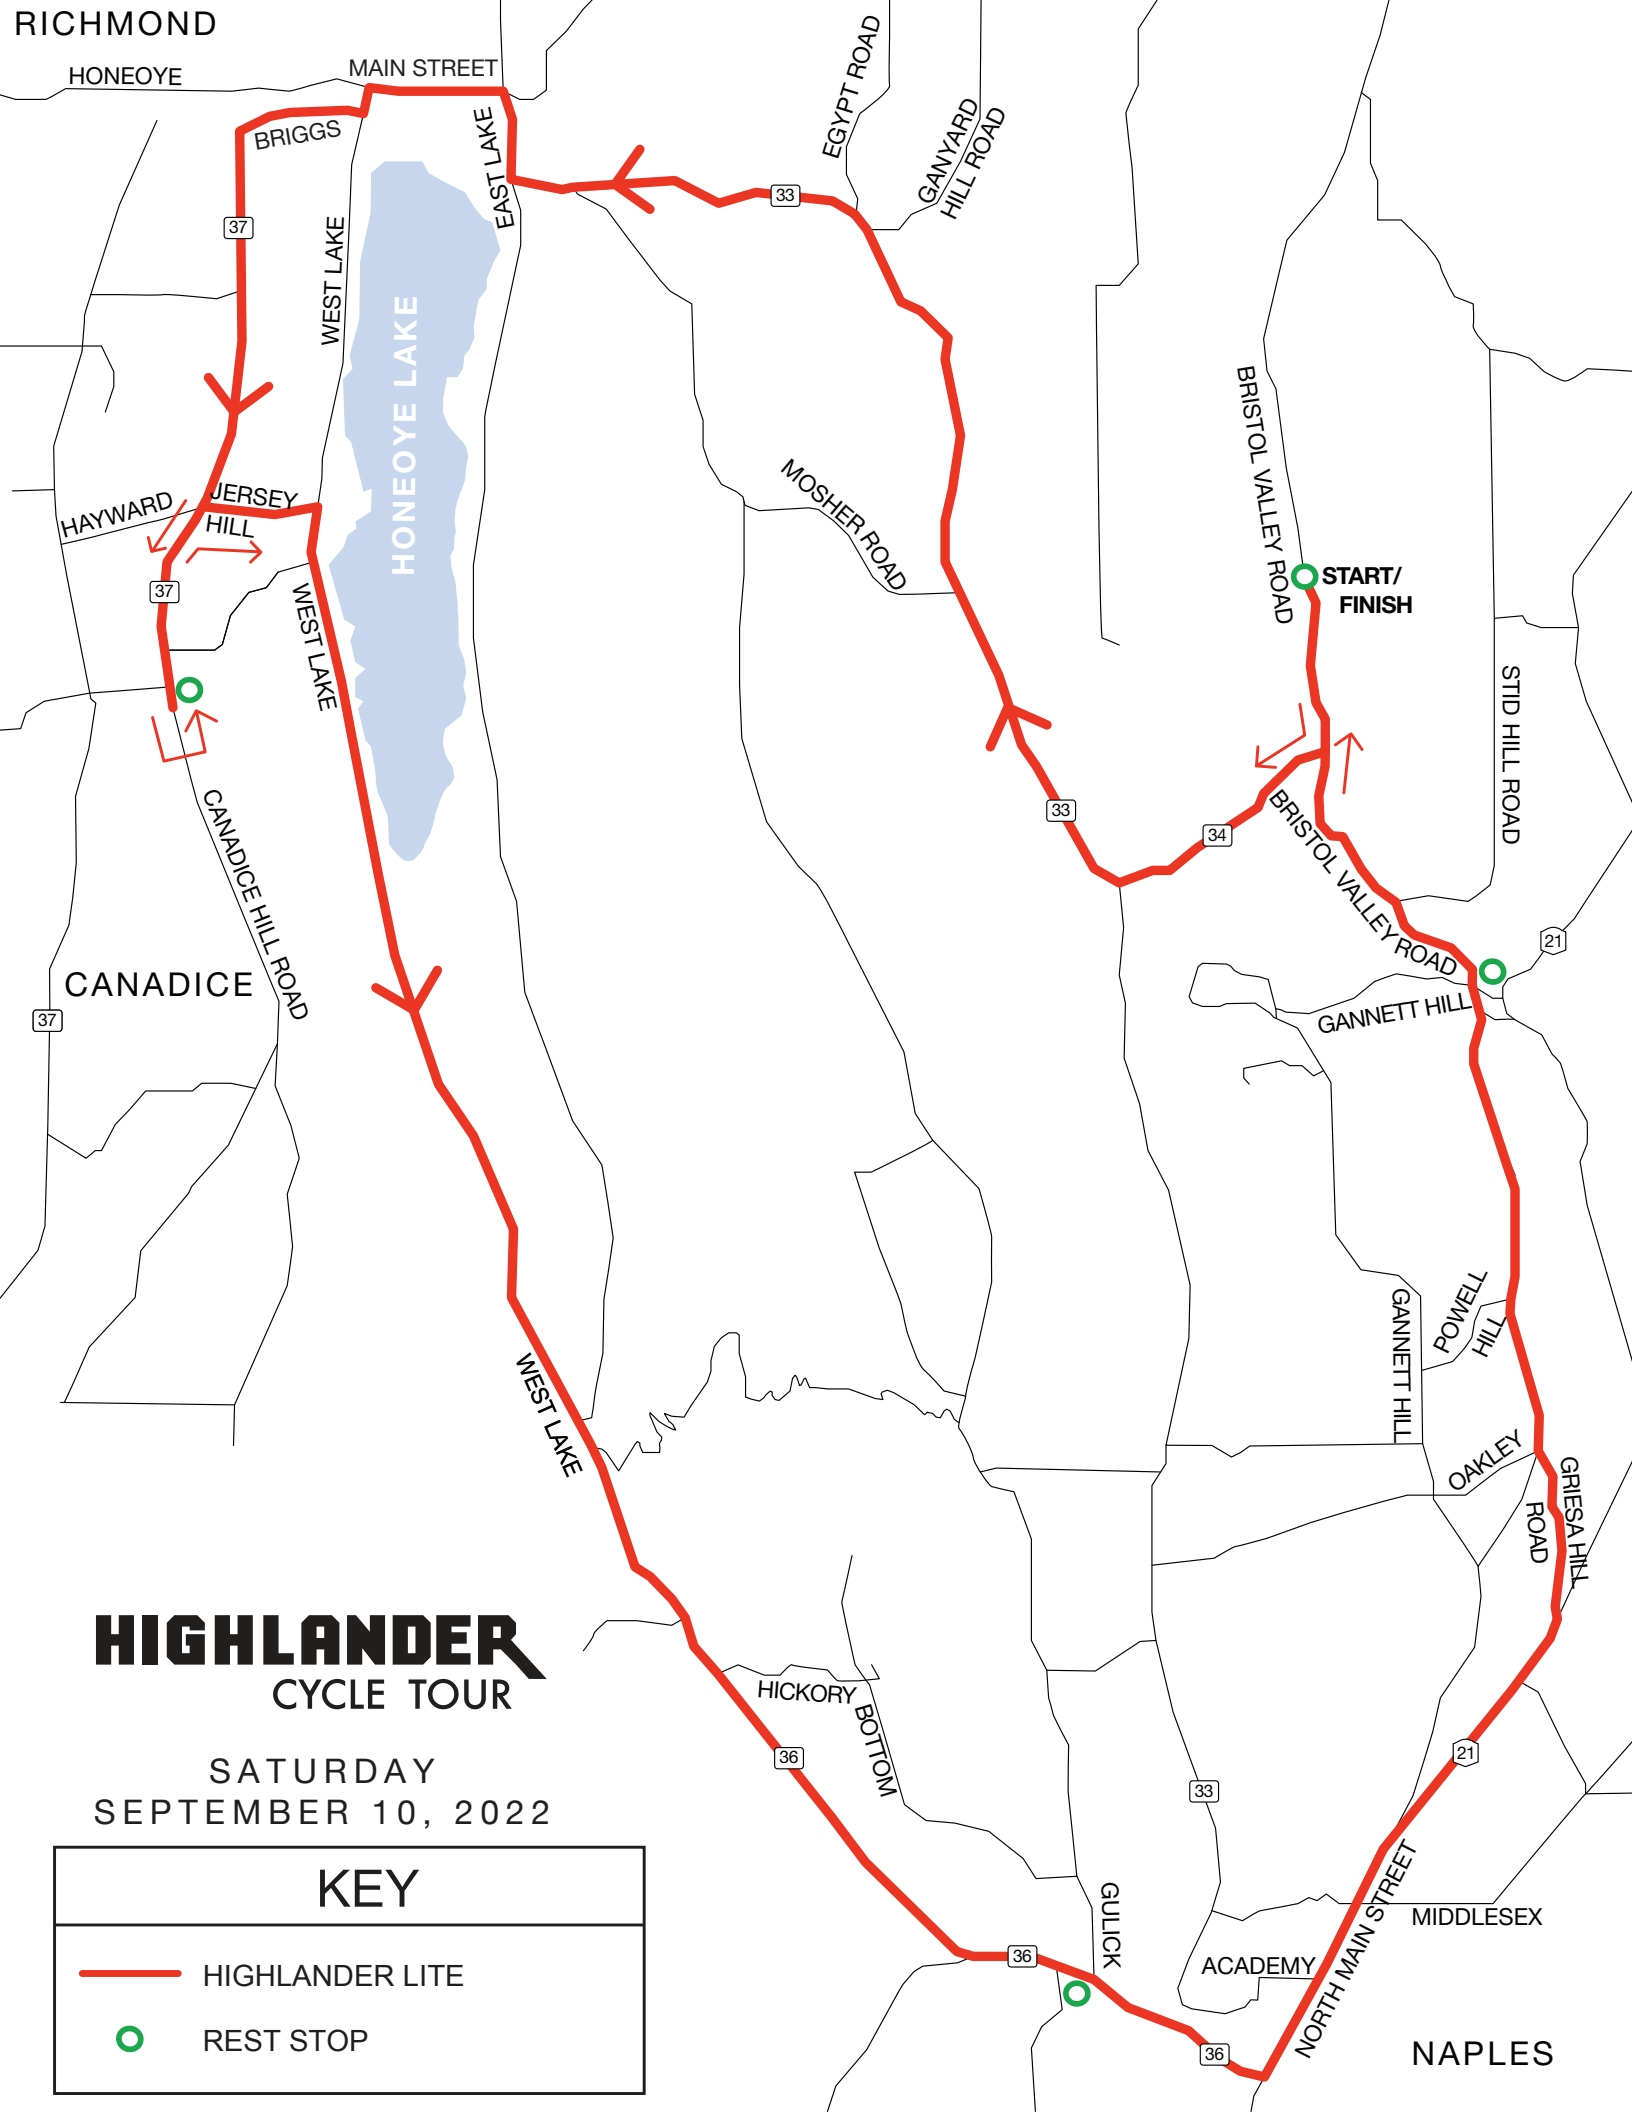 RICHMOND
HONEOYE
MAIN STREET
BRIGGS
EAST LAKE
EGYPT ROAD
GANYARD
HILL ROAD
33
37
WEST LAKE
HONEOYE LAKE
BRISTOL VALLEY ROAD
MOSHER ROAD
HAYWARD
JERSEY
HILL
START/
FINISH
37
WEST LAKE
STID HILL ROAD
33
34
BRISTOL VALLEY ROAD
CANADICE HILL ROAD
21
CANADICE
37
GANNETT HILL
GANNETT HILL
POWELL
HILL
WEST LAKE
OAKLEY
GRIESA HILL
ROAD
HIGHLANDER
CYCLE TOUR
HICKORY
BOTTOM
36
21
33
SATURDAY
SEPTEMBER 10, 2022
KEY
HIGHLANDER LITE
REST STOP
GULICK
36
MIDDLESEX
ACADEMY
NORTH MAIN STREET
36
NAPLES